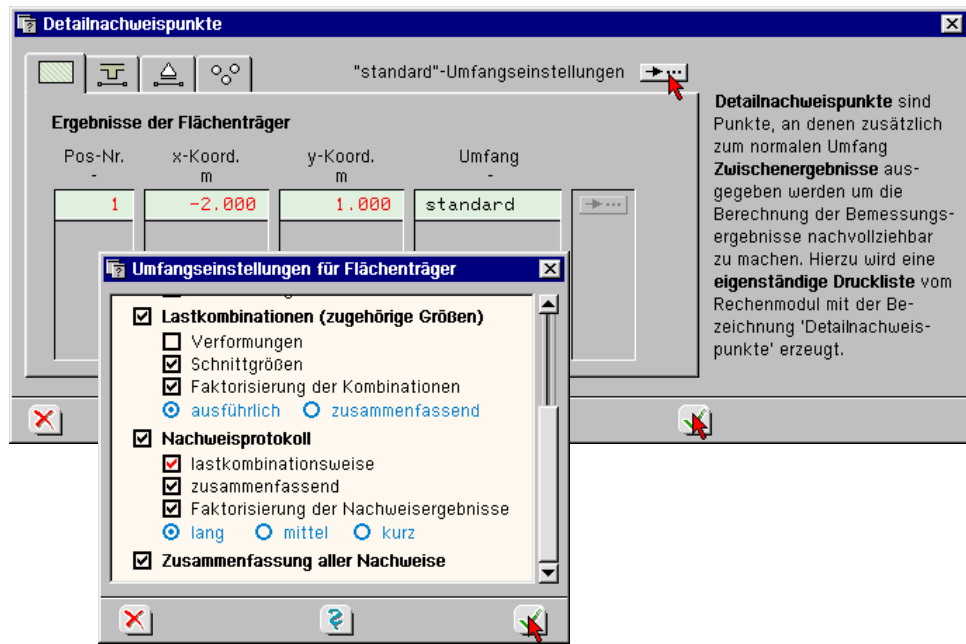 Detailnachweispunkte
"standard"-Umfangseinstellungen
Ergebnisse der Flächenträger
Pos-Nr. x-Koord. y-Koord. Umfang
- m m -
1 -2.000 1.000 standard
Detailnachweispunkte sind
Punkte, an denen zusätzlich
zum normalen Umfang
Zwischenergebnisse aus-
gegeben werden um die
Berechnung der Bemessungs-
ergebnisse nachvollziehbar
zu machen. Hierzu wird eine
eigenständige Druckliste vom
Rechenmodul mit der Be-
zeichnung 'Detailnachweis-
punkte' erzeugt.
Umfangseinstellungen für Flächenträger
Lastkombinationen (zugehörige Größen)
Verformungen
Schnittgrößen
Faktorisierung der Kombinationen
ausführlich zusammenfassend
Nachweisprotokoll
lastkombinationsweise
zusammenfassend
Faktorisierung der Nachweisergebnisse
lang mittel kurz
Zusammenfassung aller Nachweise